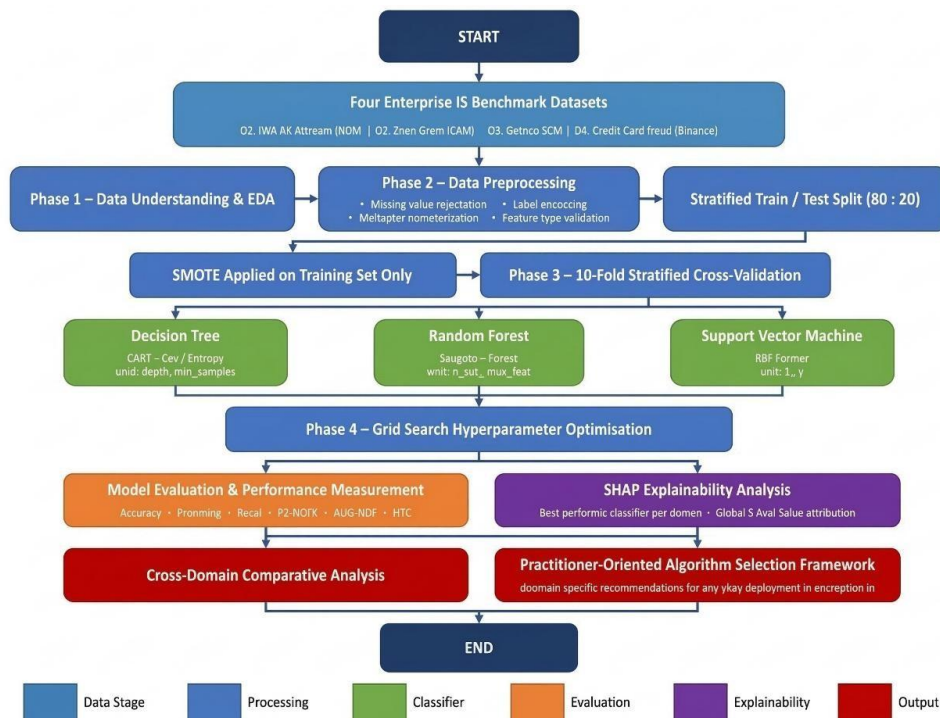 START
Four Enterprise IS Benchmark Datasets
O2. IWA AK Attream (NOM | O2. Znen Grem ICAM) O3. Getnco SCM | D4. Credit Card freud (Binance)
Phase 1 – Data Understanding & EDA
Phase 2 – Data Preprocessing
• Missing value rejectation • Label encoccing
• Meltapter nometerization • Feature type validation
Stratified Train / Test Split (80 : 20)
SMOTE Applied on Training Set Only
Phase 3 – 10-Fold Stratified Cross-Validation
Decision Tree
CART – Cev / Entropy
unid: depth, min_samples
Random Forest
Saugoto – Forest
wnit: n_sut_ mux_feat
Support Vector Machine
RBF Former
unit: 1,, y
Phase 4 – Grid Search Hyperparameter Optimisation
Model Evaluation & Performance Measurement
Accuracy · Pronming · Recal · P2-NOГK · AUG-NDF · HTC
SHAP Explainability Analysis
Best performic classifier per domen · Global S Aval Salue attribution
Cross-Domain Comparative Analysis
Practitioner-Oriented Algorithm Selection Framework
doomain specific recommendations for any ykay deployment in encreption in
END
Data Stage
Processing
Classifier
Evaluation
Explainability
Output